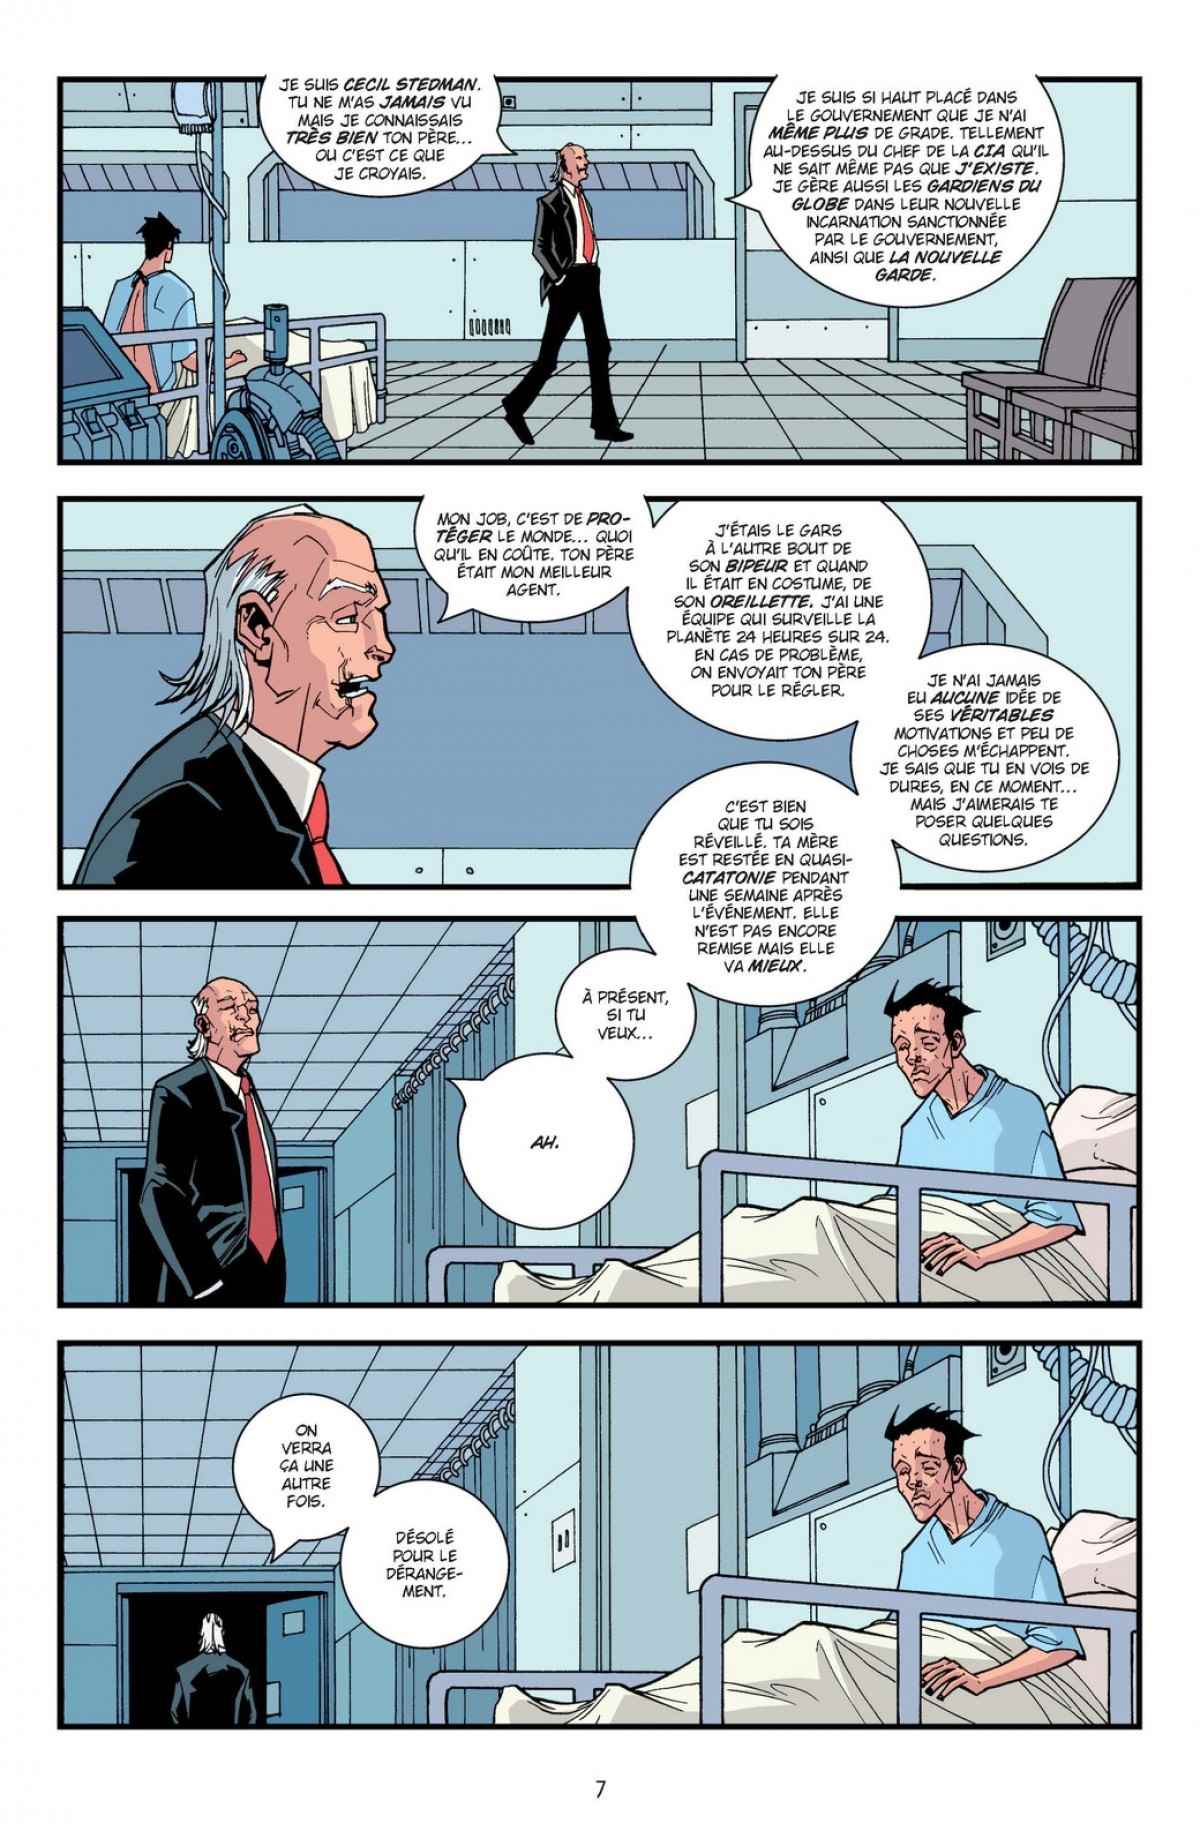 JE SUIS CECIL STEDMAN.
TU NE M'AS JAMAIS VU
MAIS JE CONNAISSAIS
TRÈS BIEN TON PÈRE...
OU C'EST CE QUE
JE CROYAIS.
JE SUIS SI HAUT PLACÉ DANS
LE GOUVERNEMENT QUE JE N'AI
MÊME PLUS DE GRADE. TELLEMENT
AU-DESSUS DU CHEF DE LA CIA QU'IL
NE SAIT MÊME PAS QUE J'EXISTE.
JE GÈRE AUSSI LES GARDIENS DU
GLOBE DANS LEUR NOUVELLE
INCARNATION SANCTIONNÉE
PAR LE GOUVERNEMENT,
AINSI QUE LA NOUVELLE
GARDE.
MON JOB, C'EST DE PRO-
TÉGER LE MONDE... QUOI
QU'IL EN COÛTE. TON PÈRE
ÉTAIT MON MEILLEUR
AGENT.
J'ÉTAIS LE GARS
À L'AUTRE BOUT DE
SON BIPEUR ET QUAND
IL ÉTAIT EN COSTUME, DE
SON OREILLETTE. J'AI UNE
ÉQUIPE QUI SURVEILLE LA
PLANÈTE 24 HEURES SUR 24.
EN CAS DE PROBLÈME,
ON ENVOYAIT TON PÈRE
POUR LE RÉGLER.
JE N'AI JAMAIS
EU AUCUNE IDÉE DE
SES VÉRITABLES
MOTIVATIONS ET PEU DE
CHOSES M'ÉCHAPPENT.
JE SAIS QUE TU EN VOIS DE
DURES, EN CE MOMENT...
MAIS J'AIMERAIS TE
POSER QUELQUES
QUESTIONS.
C'EST BIEN
QUE TU SOIS
RÉVEILLÉ. TA MÈRE
EST RESTÉE EN QUASI-
CATATONIE PENDANT
UNE SEMAINE APRÈS
L'ÉVÉNEMENT. ELLE
N'EST PAS ENCORE
REMISE MAIS ELLE
VA MIEUX.
À PRÉSENT,
SI TU
VEUX...
AH.
ON
VERRA
ÇA UNE
AUTRE
FOIS.
DÉSOLÉ
POUR LE
DÉRANGE-
MENT.
7